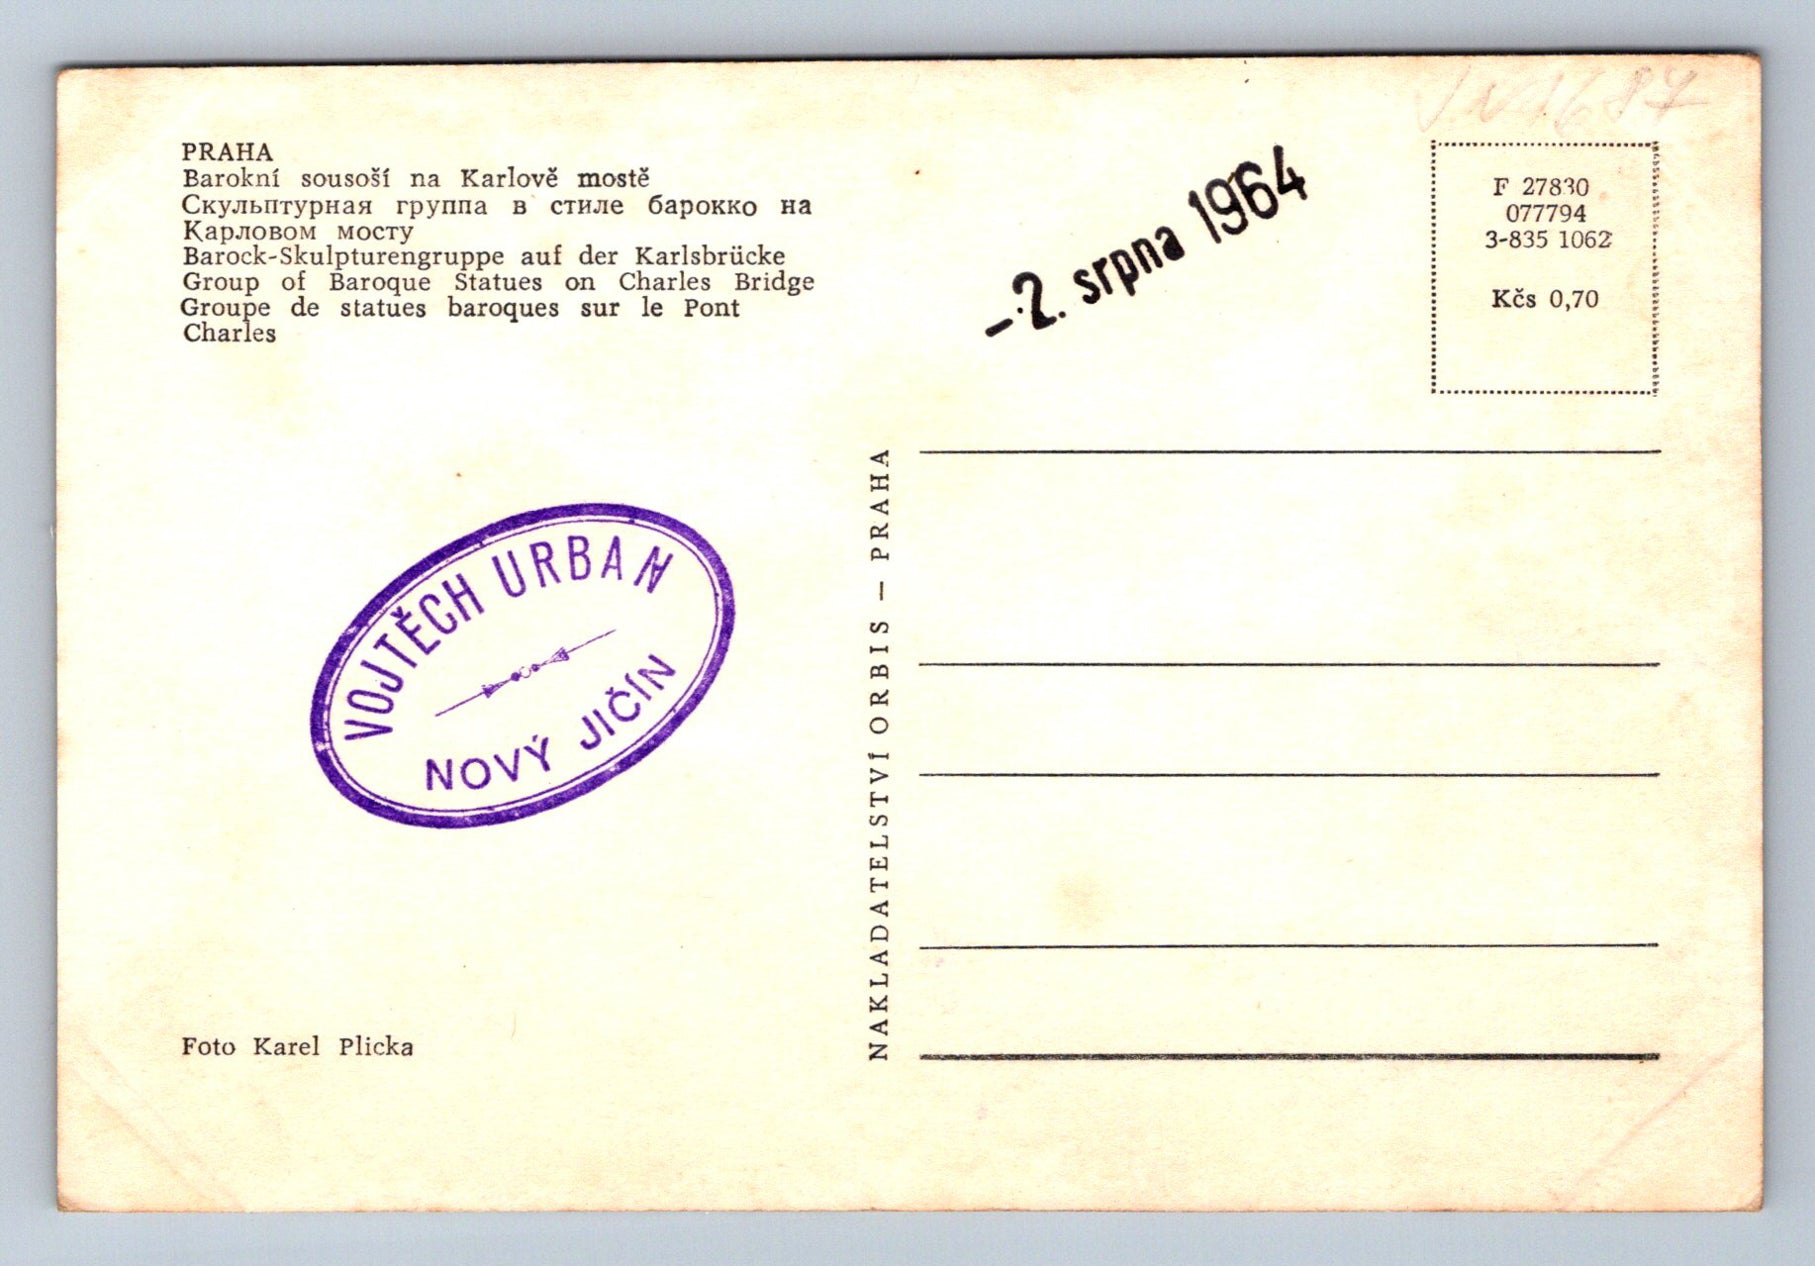 PRAHA
Barokní sousoší na Karlově mostě
Скульптурная группа в стиле барокко на
Карловом мосту
Barock-Skulpturengruppe auf der Karlsbrücke
Group of Baroque Statues on Charles Bridge
Groupe de statues baroques sur le Pont
Charles
-2. srpna 1964
F 27830
077794
3-835 1062
Kčs 0,70
VOJTĚCH URBAN
NOVÝ JIČÍN
NAKLADATELSTVÍ ORBIS — PRAHA
Foto Karel Plicka